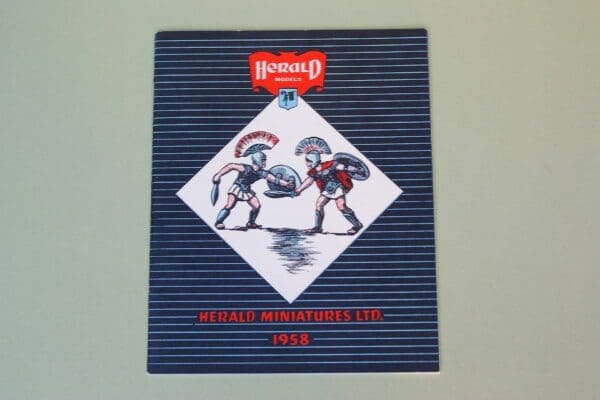 HERALD
MODELS
HERALD MINIATURES LTD.
1958